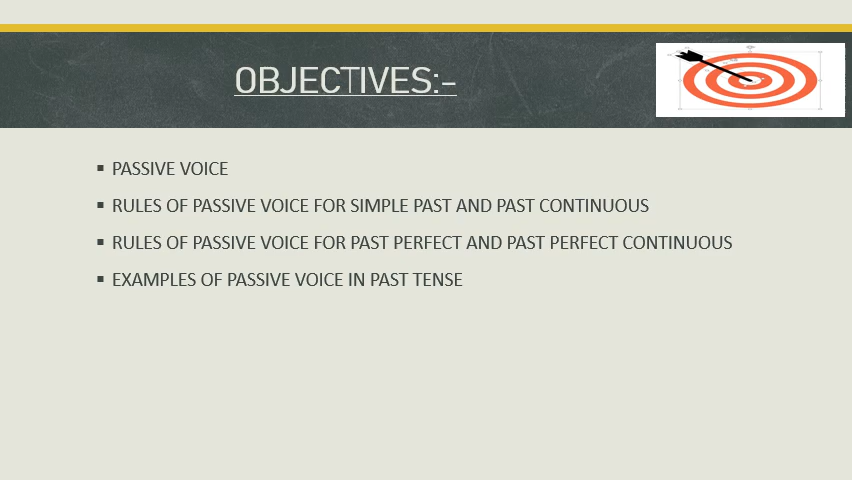 OBJECTIVES:-
▪ PASSIVE VOICE
▪ RULES OF PASSIVE VOICE FOR SIMPLE PAST AND PAST CONTINUOUS
▪ RULES OF PASSIVE VOICE FOR PAST PERFECT AND PAST PERFECT CONTINUOUS
▪ EXAMPLES OF PASSIVE VOICE IN PAST TENSE